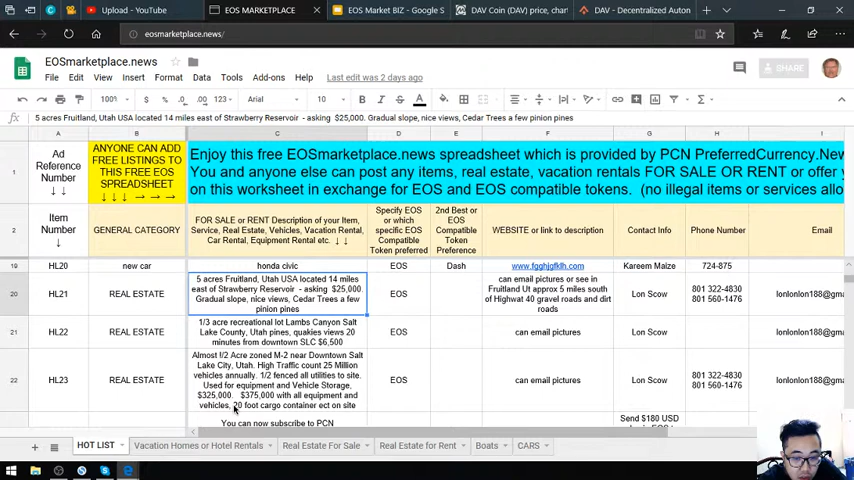 Upload - YouTube
EOS MARKETPLACE
EOS Market BIZ - Google S
DAV Coin (DAV) price, char
DAV - Decentralized Auton
eosmarketplace.news/
EOSmarketplace.news
File Edit View Insert Format Data Tools Add-ons Help Last edit was 2 days ago
SHARE
100% $ % .0 .00 123 Arial 10
5 acres Fruitland, Utah USA located 14 miles east of Strawberry Reservoir - asking $25,000. Gradual slope, nice views, Cedar Trees a few pinion pines
A B C D E F G H I
1
Ad Reference Number ↓ ↓
ANYONE CAN ADD
FREE LISTINGS TO
THIS FREE EOS
SPREADSHEET
↓ ↓ ↓ → → →
Enjoy this free EOSmarketplace.news spreadsheet which is provided by PCN PreferredCurrency.New
You and anyone else can post any items, real estate, vacation rentals FOR SALE OR RENT or offer y
on this worksheet in exchange for EOS and EOS compatible tokens. (no illegal items or services allo
2
Item
Number
↓
GENERAL CATEGORY
FOR SALE or RENT Description of your Item,
Service, Real Estate, Vehicles, Vacation Rental,
Car Rental, Equipment Rental etc. ↓ ↓
Specify EOS
or which
specific EOS
Compatible
Token preferred
2nd Best or
EOS
Compatible
Token
Preference
WEBSITE or link to description
Contact Info
Phone Number
Email
19 HL20 new car honda civic EOS Dash www.fgghjgfklh.com Kareem Maize 724-875
20 HL21 REAL ESTATE
5 acres Fruitland, Utah USA located 14 miles
east of Strawberry Reservoir - asking $25,000.
Gradual slope, nice views, Cedar Trees a few
pinion pines
EOS
can email pictures or see in
Fruitland Ut approx 5 miles south
of Highwat 40 gravel roads and dirt
roads
Lon Scow
801 322-4830
801 560-1476
lonlonlon188@gma
21 HL22 REAL ESTATE
1/3 acre recreational lot Lambs Canyon Salt
Lake County, Utah pines, quakies views 20
minutes from downtown SLC $6,500
EOS
can email pictures
Lon Scow
801 322-4830
801 560-1476
lonlonlon188@gma
22 HL23 REAL ESTATE
Almost 1/2 Acre zoned M-2 near Downtown Salt
Lake City, Utah. High Traffic count 25 Million
vehicles annually. 1/2 fenced all utilities to site.
Used for equipment and Vehicle Storage,
$325,000. $375,000 with all equipment and
vehicles, 20 foot cargo container ect on site
EOS
can email pictures
Lon Scow
801 322-4830
801 560-1476
lonlonlon188@gma
You can now subscribe to PCN
Send $180 USD
HOT LIST Vacation Homes or Hotel Rentals Real Estate For Sale Real Estate for Rent Boats CARS